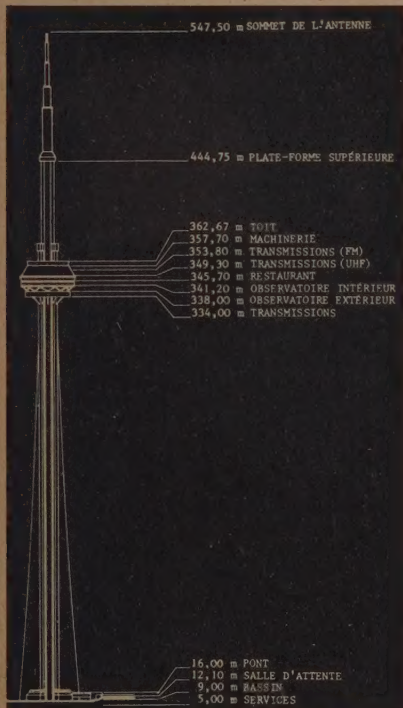 547,50 m SOMMET DE L'ANTENNE
444,75 m PLATE-FORME SUPÉRIEURE
362,67 m TOIT
357,70 m MACHINERIE
353,80 m TRANSMISSIONS (FM)
349,30 m TRANSMISSIONS (UHF)
345,70 m RESTAURANT
341,20 m OBSERVATOIRE INTÉRIEUR
338,00 m OBSERVATOIRE EXTÉRIEUR
334,00 m TRANSMISSIONS
16,00 m PONT
12,10 m SALLE D'ATTENTE
9,00 m BASSIN
5,00 m SERVICES